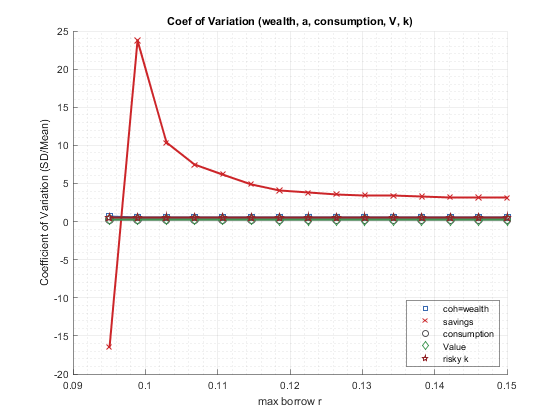 Coef of Variation (wealth, a, consumption, V, k)
Coefficient of Variation (SD/Mean)
25
20
15
10
5
0
-5
-10
-15
-20
0.09
0.1
0.11
0.12
0.13
0.14
0.15
max borrow r
coh=wealth
savings
consumption
Value
risky k